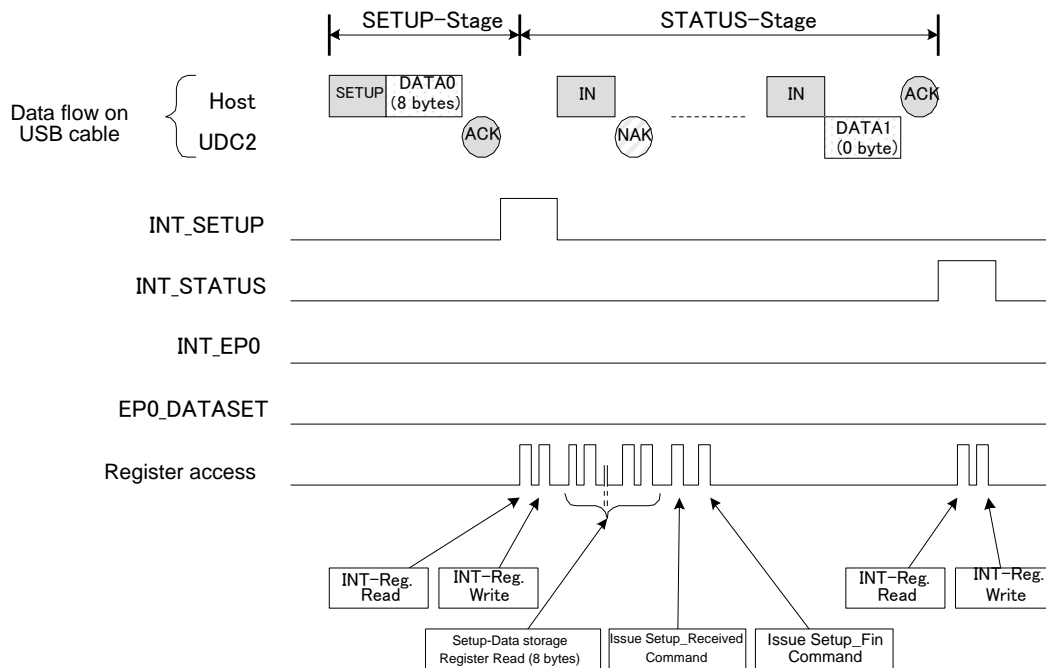 SETUP-Stage
STATUS-Stage
Data flow on
USB cable
Host
UDC2
SETUP
DATA0
(8 bytes)
ACK
IN
NAK
IN
DATA1
(0 byte)
ACK
INT_SETUP
INT_STATUS
INT_EP0
EP0_DATASET
Register access
INT-Reg.
Read
INT-Reg.
Write
INT-Reg.
Read
INT-Reg.
Write
Setup-Data storage
Register Read (8 bytes)
Issue Setup_Received
Command
Issue Setup_Fin
Command